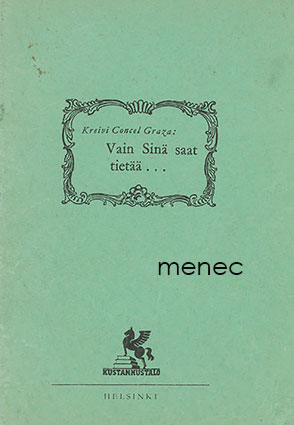 Kreivi Concel Graza:
Vain Sinä saat
tietää...
menec
KUSTANNUSTALO
HELSINKI